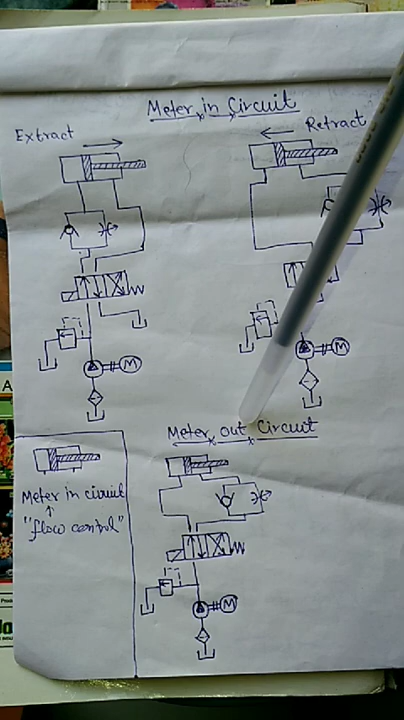 Meter in Circuit
Extract
Retract
M
M
Meter out Circuit
Meter in circuit
"flow control"
M
A